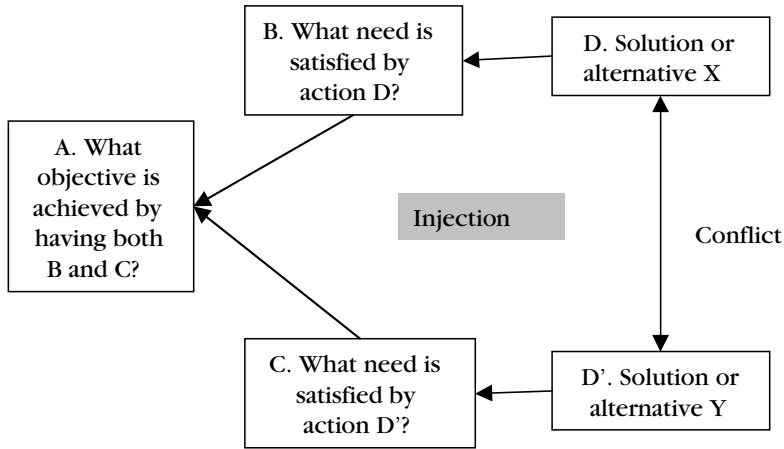 B. What need is
satisfied by
action D?
D. Solution or
alternative X
A. What
objective is
achieved by
having both
B and C?
Injection
Conflict
C. What need is
satisfied by
action D’?
D’. Solution or
alternative Y